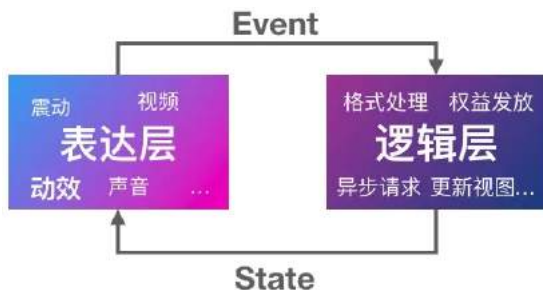 Event
震动 视频
表达层
动效 声音 ...
格式处理 权益发放
逻辑层
异步请求 更新视图...
State